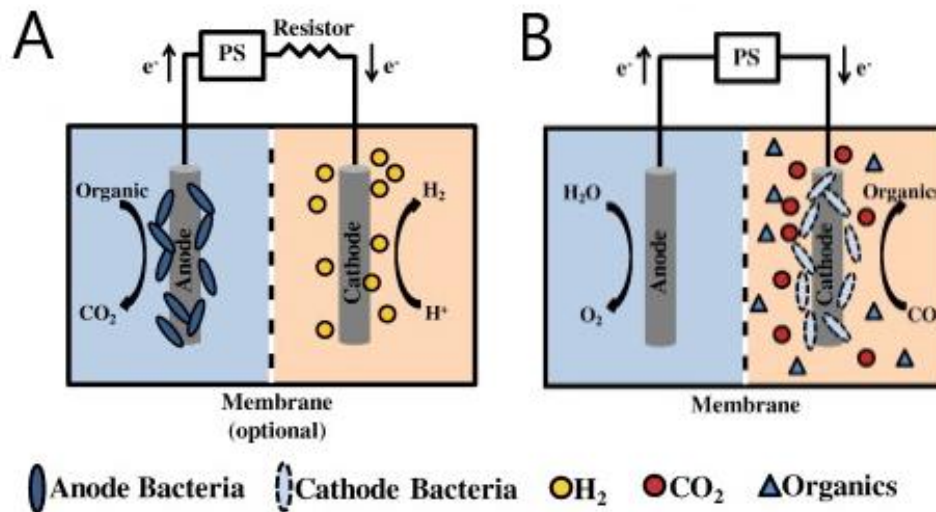 A
PS
Resistor
e-
e-
Organic
CO2
Anode
Cathode
H2
H+
Membrane
(optional)
B
PS
e-
e-
H2O
O2
Anode
Cathode
Organics
CO
Membrane
Anode Bacteria
Cathode Bacteria
H2
CO2
Organics